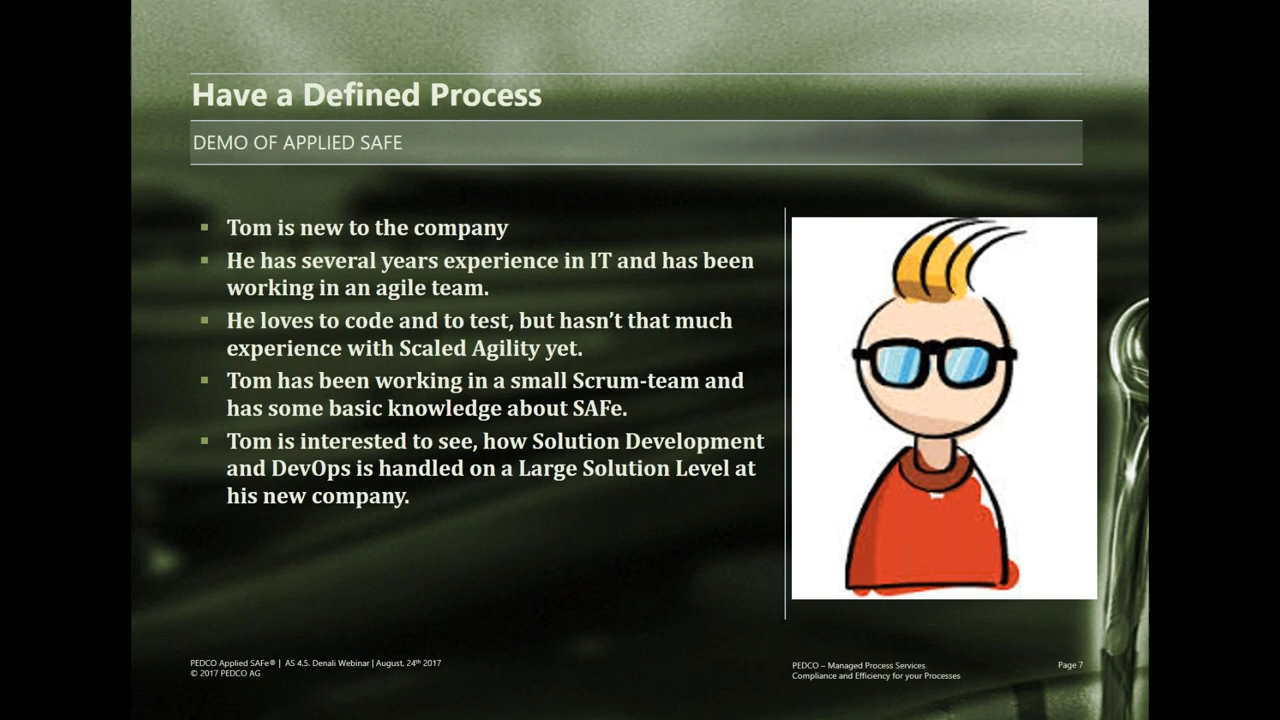 Have a Defined Process
DEMO OF APPLIED SAFE
▪ Tom is new to the company
▪ He has several years experience in IT and has been
working in an agile team.
▪ He loves to code and to test, but hasn’t that much
experience with Scaled Agility yet.
▪ Tom has been working in a small Scrum-team and
has some basic knowledge about SAFe.
▪ Tom is interested to see, how Solution Development
and DevOps is handled on a Large Solution Level at
his new company.
PEDCO Applied SAFe® | AS 4.5. Denali Webinar | August, 24th 2017
© 2017 PEDCO AG
PEDCO – Managed Process Services
Compliance and Efficiency for your Processes
Page 7